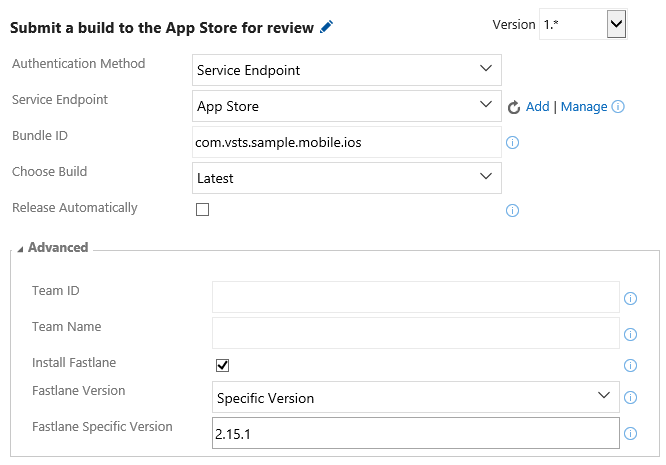 Submit a build to the App Store for review Version 1.*
Authentication Method Service Endpoint
Service Endpoint App Store Add | Manage
Bundle ID com.vsts.sample.mobile.ios
Choose Build Latest
Release Automatically
Advanced
Team ID
Team Name
Install Fastlane
Fastlane Version Specific Version
Fastlane Specific Version 2.15.1